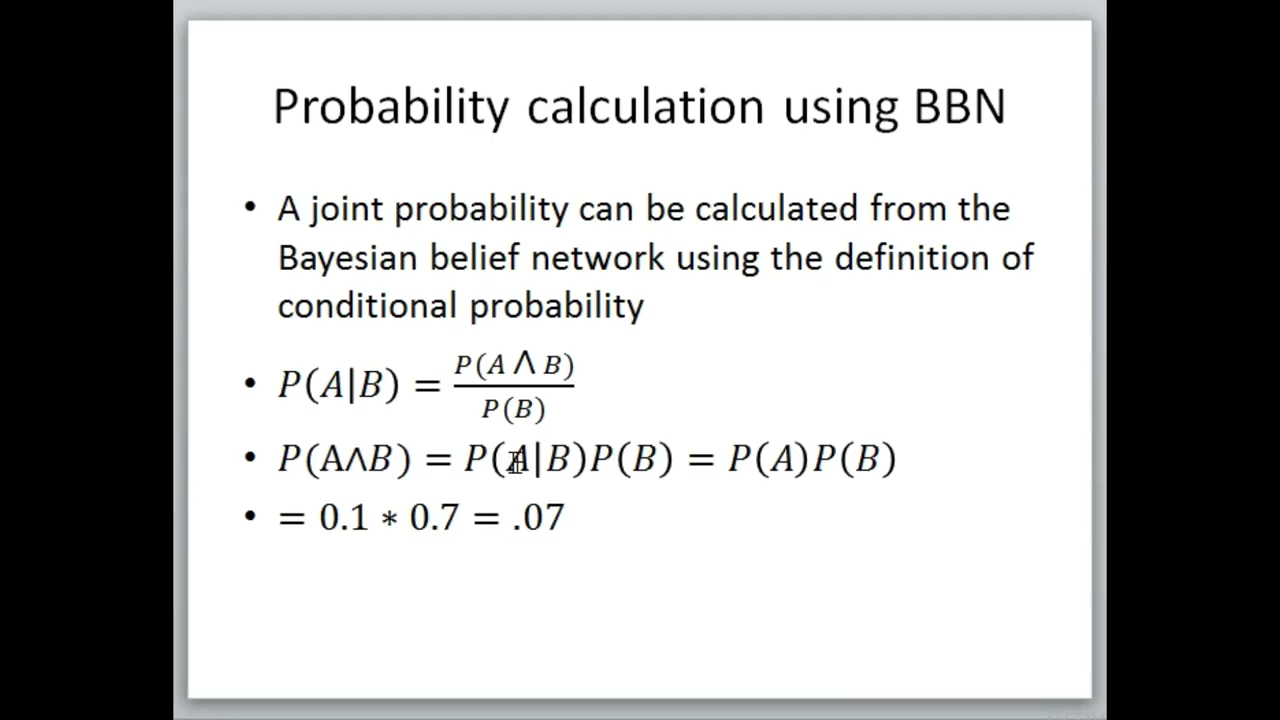 Probability calculation using BBN
• A joint probability can be calculated from the
Bayesian belief network using the definition of
conditional probability
• P(A|B) = P(A ∧ B) / P(B)
• P(A∧B) = P(A|B)P(B) = P(A)P(B)
• = 0.1 ∗ 0.7 = .07